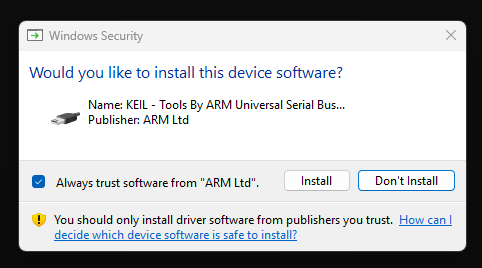 Windows Security
Would you like to install this device software?
Name: KEIL - Tools By ARM Universal Serial Bus...
Publisher: ARM Ltd
Always trust software from "ARM Ltd".
Install
Don't Install
You should only install driver software from publishers you trust. How can I
decide which device software is safe to install?